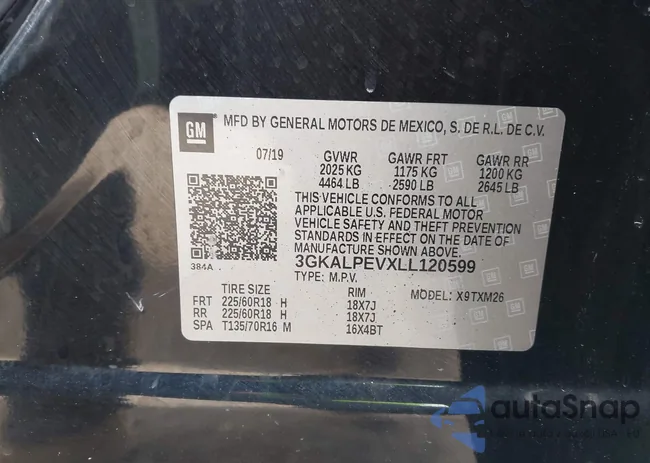 GM
MFD BY GENERAL MOTORS DE MEXICO, S. DE R.L. DE C.V.
07/19 GVWR GAWR FRT GAWR RR
2025 KG 1175 KG 1200 KG
4464 LB 2590 LB 2645 LB
THIS VEHICLE CONFORMS TO ALL
APPLICABLE U.S. FEDERAL MOTOR
VEHICLE SAFETY AND THEFT PREVENTION
STANDARDS IN EFFECT ON THE DATE OF
MANUFACTURE SHOWN ABOVE.
384A
3GKALPEVXLL120599
TYPE: M.P.V. MODEL: X9TXM26
TIRE SIZE RIM
FRT 225/60R18 H 18X7J
RR 225/60R18 H 18X7J
SPA T135/70R16 M 16X4BT
autaSnap